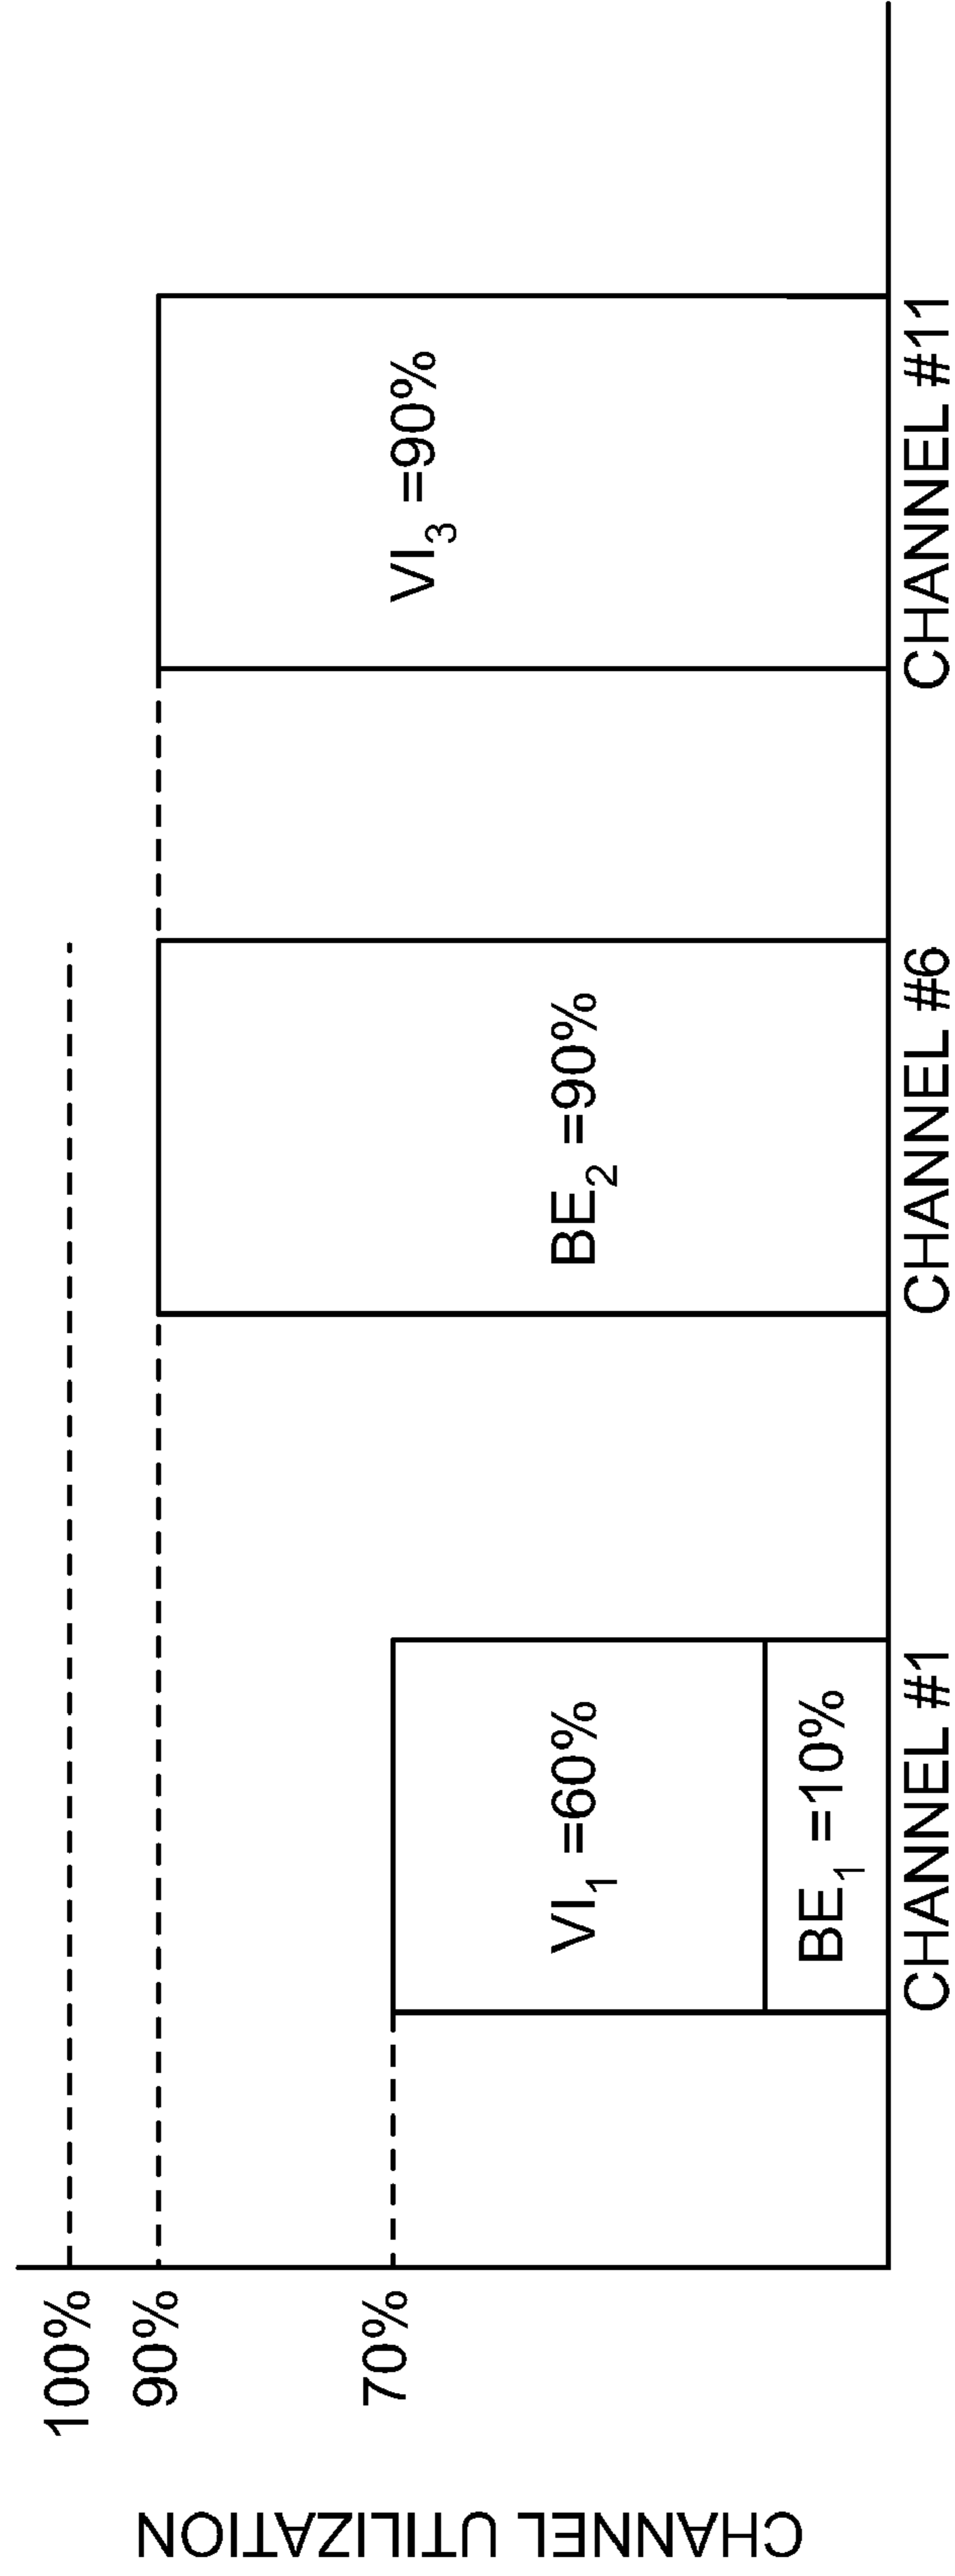 CHANNEL UTILIZATION
100%
90%
70%
VI₁ =60%
BE₁ =10%
BE₂ =90%
VI₃ =90%
CHANNEL #1
CHANNEL #6
CHANNEL #11